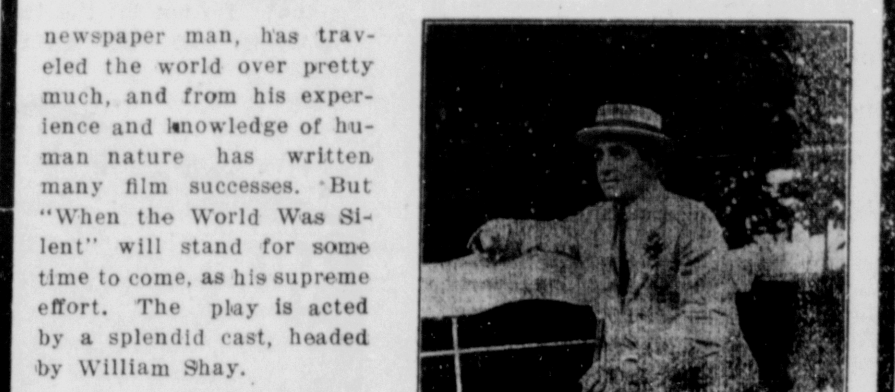 newspaper man, has trav-
eled the world over pretty
much, and from his exper-
ience and knowledge of hu-
man nature has written
many film successes. But
"When the World Was Si-
lent" will stand for some
time to come, as his supreme
effort. The play is acted
by a splendid cast, headed
by William Shay.